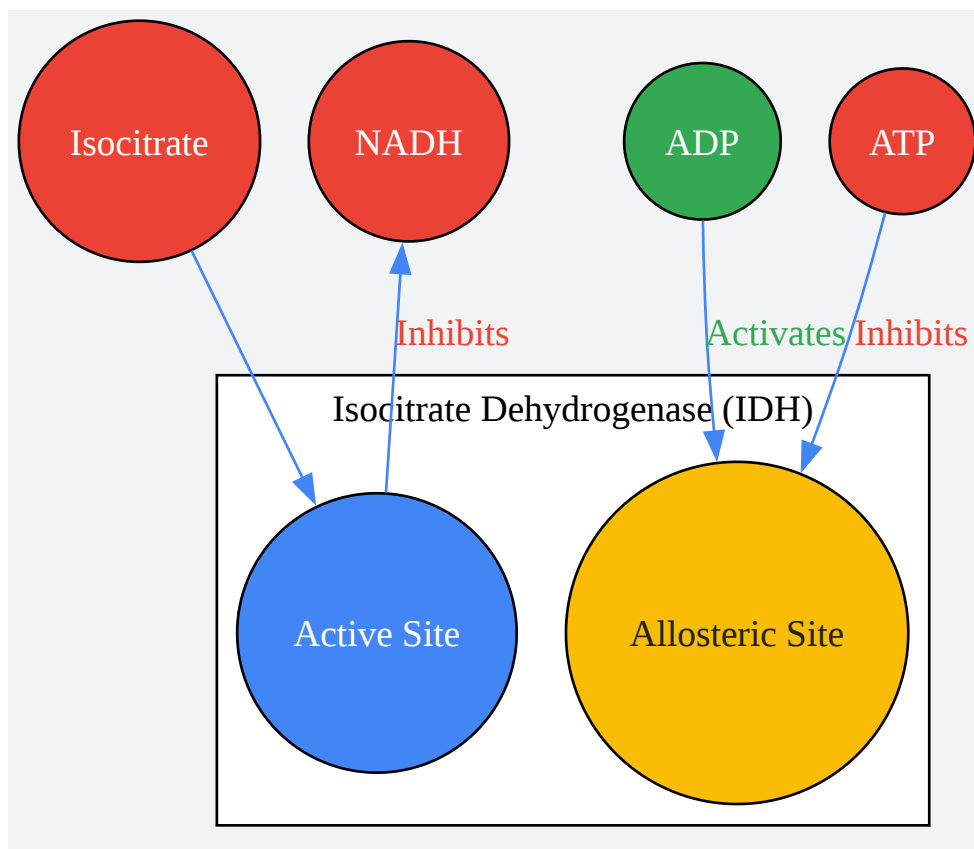 Isocitrate
NADH
ADP
ATP
Inhibits
Activates
Inhibits
Isocitrate Dehydrogenase (IDH)
Active Site
Allosteric Site